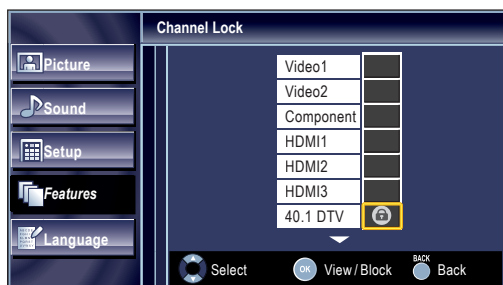 Channel Lock
Picture
Sound
Setup
Features
Language
Video1
Video2
Component
HDMI1
HDMI2
HDMI3
40.1 DTV
Select
OK View / Block
BACK
Back